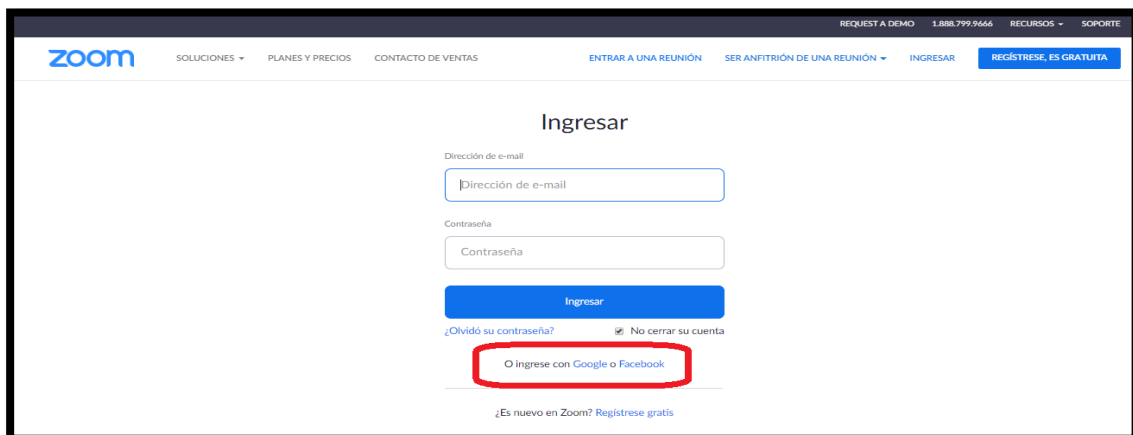 REQUEST A DEMO 1.888.799.9666 RECURSOS SOPORTE
zoom SOLUCIONES PLANES Y PRECIOS CONTACTO DE VENTAS ENTRAR A UNA REUNIÓN SER ANFITRIÓN DE UNA REUNIÓN INGRESAR REGÍSTRESE, ES GRATUITA
Ingresar
Dirección de e-mail
Dirección de e-mail
Contraseña
Contraseña
Ingresar
¿Olvidó su contraseña? No cerrar su cuenta
O ingrese con Google o Facebook
¿Es nuevo en Zoom? Regístrese gratis